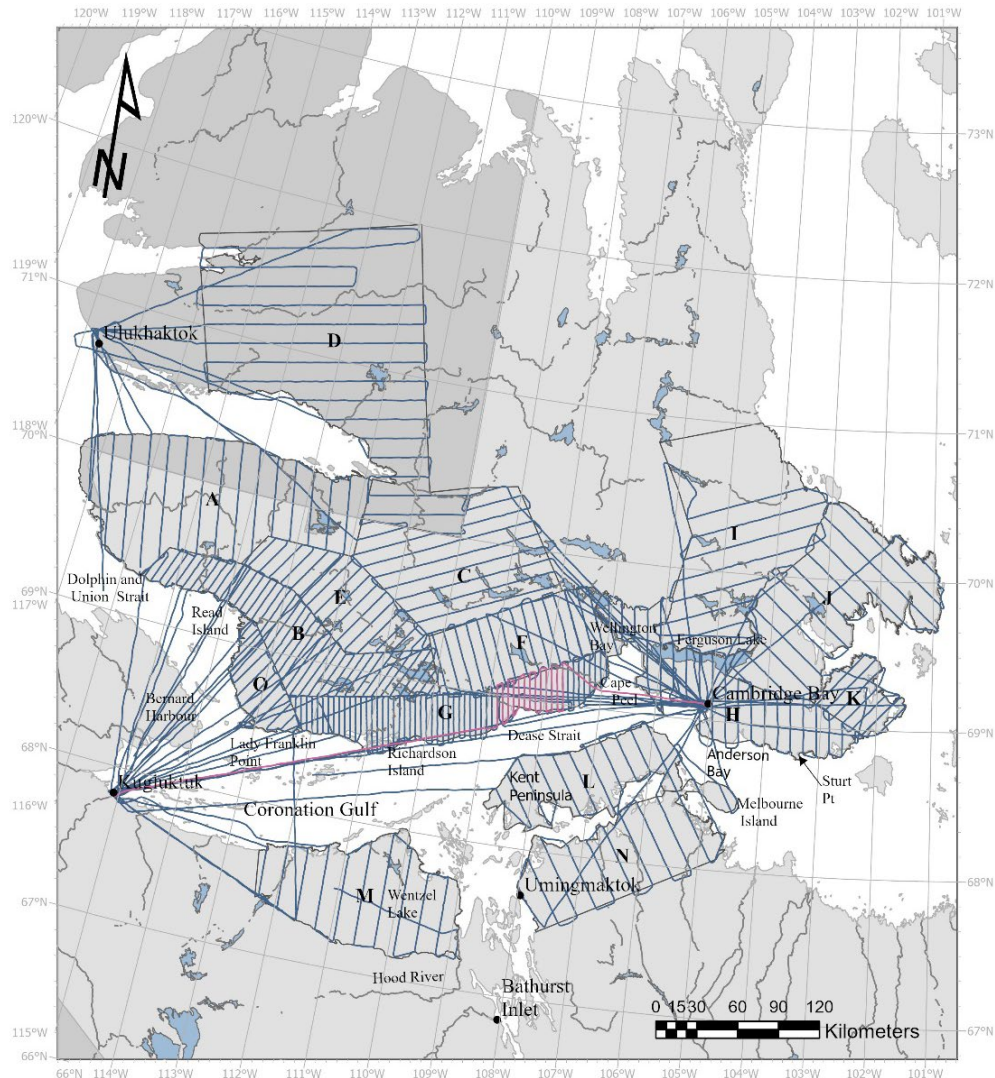 120°W 119°W 118°W 117°W 116°W 115°W 114°W 113°W 112°W 111°W 110°W 109°W 108°W 107°W 106°W 105°W 104°W 103°W 102°W 101°W
N
120°W
73°N
72°N
119°W
71°N
Ulukhaktok
D
118°W
70°N
71°N
A
I
C
Dolphin and
Union Strait
69°N
117°W
70°N
E
J
Read
Island
B
Wellington
Bay
F
Ferguson Lake
O
Cape
Peel
Cambridge Bay
K
Bernard
Harbour
G
H
68°N
Lady Franklin
Point
Dease Strait
69°N
Richardson
Island
Anderson
Bay
Kugluktuk
Kent
Peninsula
L
Sturt
Pt
116°W
Coronation Gulf
Melbourne
Island
N
Umingmaktok
68°N
67°N
M
Wentzel
Lake
Hood River
Bathurst
Inlet
0 15 30 60 90 120
Kilometers
115°W
66°N
67°N
66°N 114°W 113°W 112°W 111°W 110°W 109°W 108°W 107°W 106°W 105°W 104°W 103°W 102°W